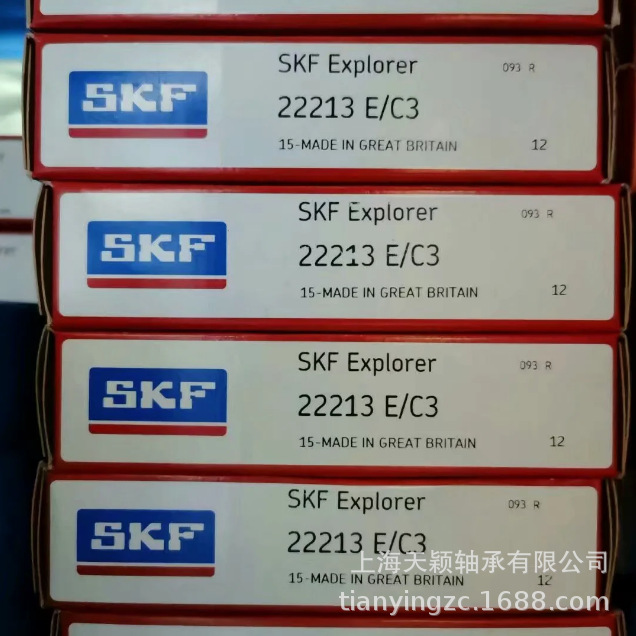 SKF
SKF Explorer
093 R
22213 E/C3
15-MADE IN GREAT BRITAIN
12
SKF
SKF Explorer
093 R
22213 E/C3
15-MADE IN GREAT BRITAIN
12
SKF
SKF Explorer
093 R
22213 E/C3
15-MADE IN GREAT BRITAIN
12
SKF
SKF Explorer
093 R
22213 E/C3
上海天颖轴承有限公司
15-MADE IN GREAT BRITAIN
12
tianyingzc.1688.com